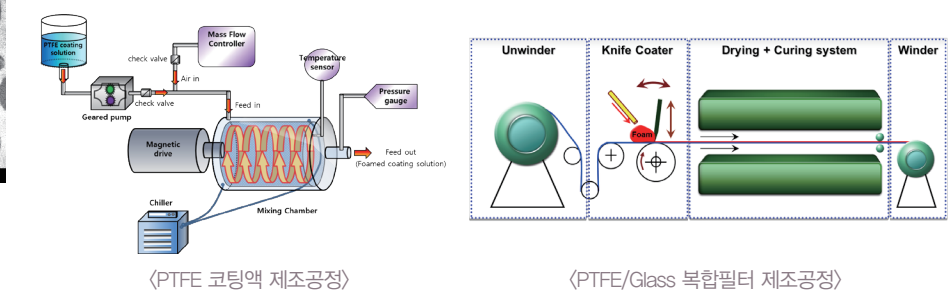 PTFE coating
solution
Mass Flow
Controller
check valve
Air in
Temperature
sensor
Pressure
gauge
check valve
Geared pump
Feed in
Magnetic
drive
Feed out
(Foamed coating solution)
Chiller
Mixing Chamber
〈PTFE 코팅액 제조공정〉
Unwinder
Knife Coater
Drying + Curing system
Winder
Foam
〈PTFE/Glass 복합필터 제조공정〉